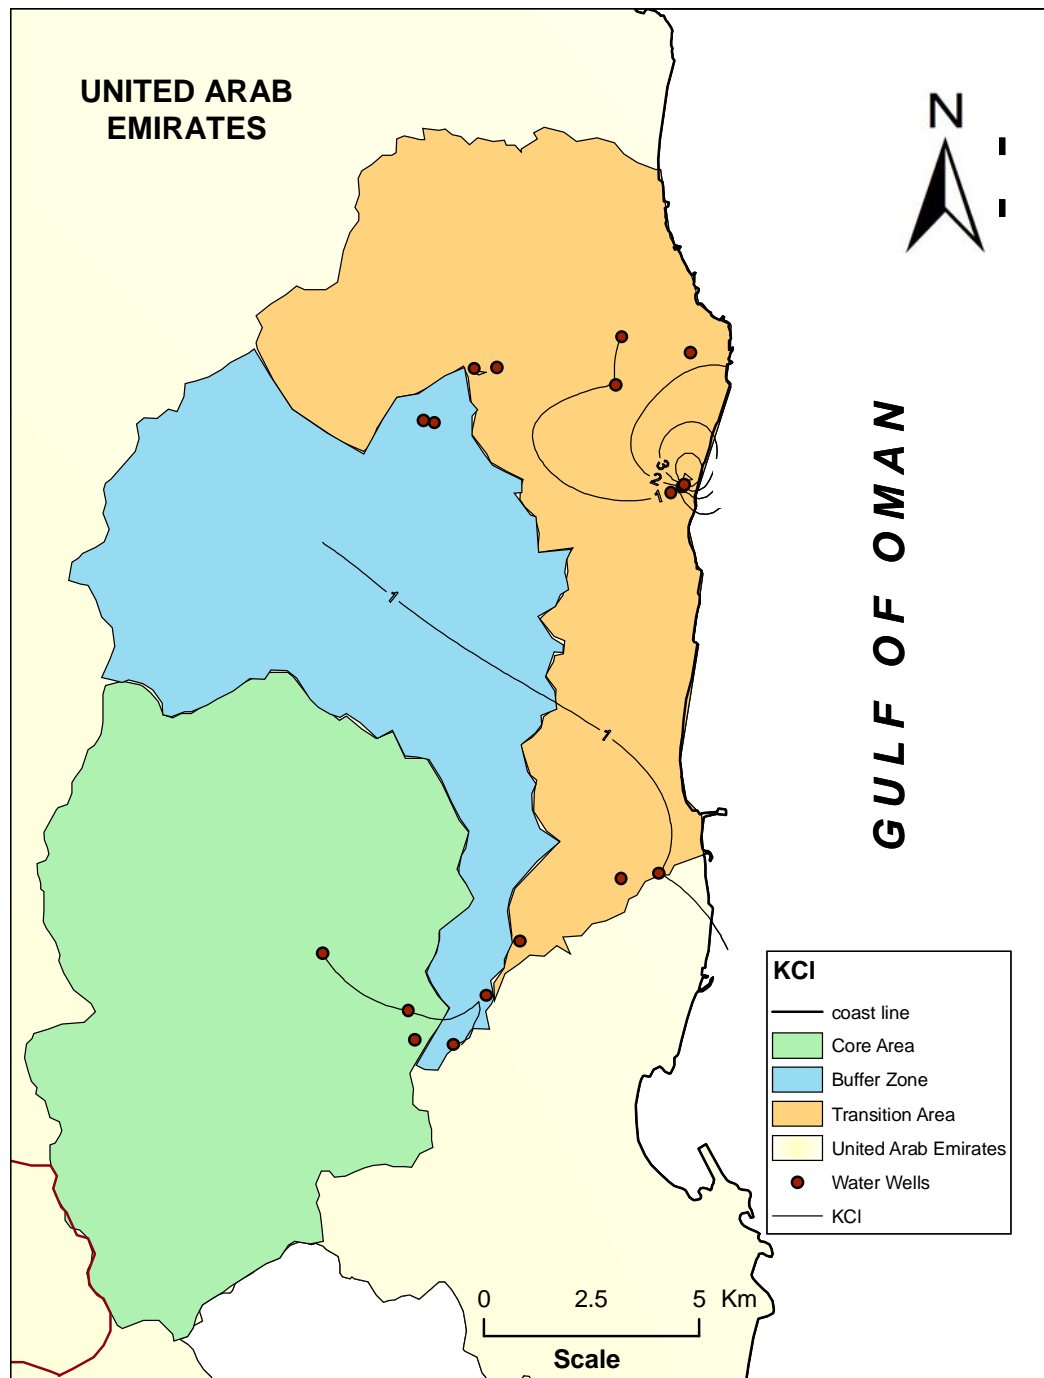 UNITED ARAB
EMIRATES
N
3
2
1
1
1
GULF OF OMAN
KCl
coast line
Core Area
Buffer Zone
Transition Area
United Arab Emirates
Water Wells
KCl
0 2.5 5 Km
Scale